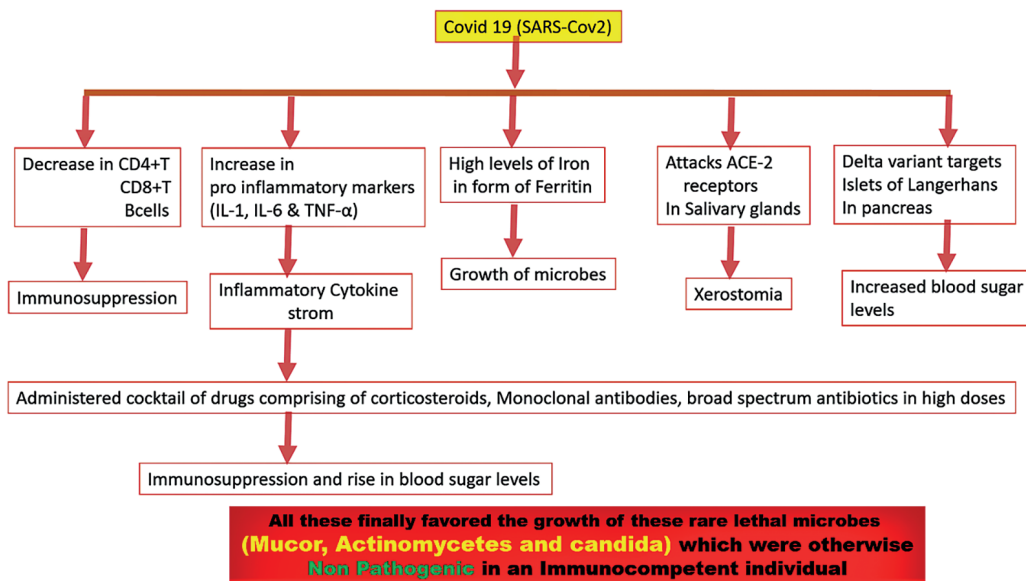 Covid 19 (SARS-Cov2)
Decrease in CD4+T
CD8+T
Bcells
Immunosuppression
Increase in
pro inflammatory markers
(IL-1, IL-6 & TNF-α)
Inflammatory Cytokine
strom
High levels of Iron
in form of Ferritin
Growth of microbes
Attacks ACE-2
receptors
In Salivary glands
Xerostomia
Delta variant targets
Islets of Langerhans
In pancreas
Increased blood sugar
levels
Administered cocktail of drugs comprising of corticosteroids, Monoclonal antibodies, broad spectrum antibiotics in high doses
Immunosuppression and rise in blood sugar levels
All these finally favored the growth of these rare lethal microbes
(Mucor, Actinomycetes and candida) which were otherwise
Non Pathogenic in an Immunocompetent individual